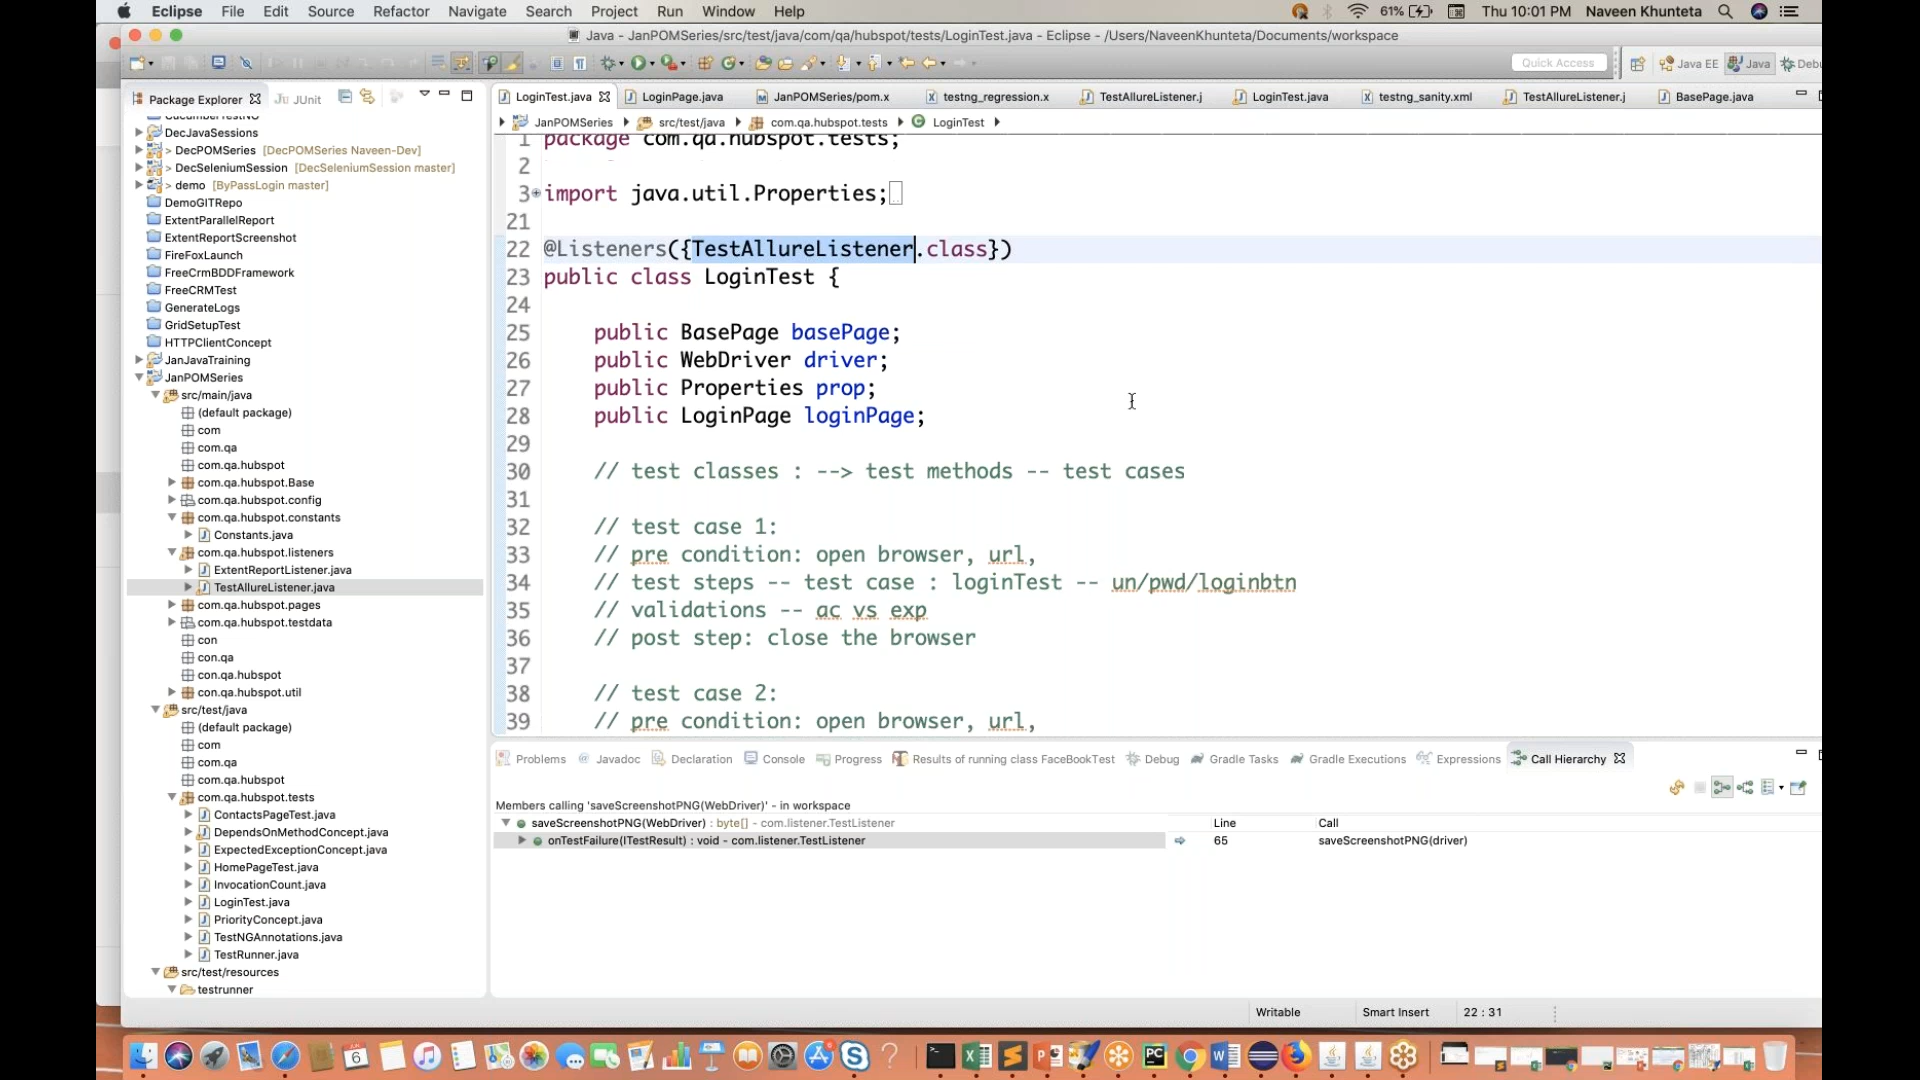 Eclipse File Edit Source Refactor Navigate Search Project Run Window Help 61% Thu 10:01 PM Naveen Khunteta
Java - JanPOMSeries/src/test/java/com/qa/hubspot/tests/LoginTest.java - Eclipse - /Users/NaveenKhunteta/Documents/workspace
Quick Access Java EE Java Debu
Package Explorer JUnit
CucumberTestNG
DecJavaSessions
> DecPOMSeries [DecPOMSeries Naveen-Dev]
> DecSeleniumSession [DecSeleniumSession master]
> demo [ByPassLogin master]
DemoGITRepo
ExtentParallelReport
ExtentReportScreenshot
FireFoxLaunch
FreeCrmBDDFramework
FreeCRMTest
GenerateLogs
GridSetupTest
HTTPClientConcept
JanJavaTraining
JanPOMSeries
src/main/java
(default package)
com
com.qa
com.qa.hubspot
com.qa.hubspot.Base
com.qa.hubspot.config
com.qa.hubspot.constants
Constants.java
com.qa.hubspot.listeners
ExtentReportListener.java
TestAllureListener.java
com.qa.hubspot.pages
com.qa.hubspot.testdata
con
con.qa
con.qa.hubspot
con.qa.hubspot.util
src/test/java
(default package)
com
com.qa
com.qa.hubspot
com.qa.hubspot.tests
ContactsPageTest.java
DependsOnMethodConcept.java
ExpectedExceptionConcept.java
HomePageTest.java
InvocationCount.java
LoginTest.java
PriorityConcept.java
TestNGAnnotations.java
TestRunner.java
src/test/resources
testrunner
LoginTest.java LoginPage.java JanPOMSeries/pom.x testng_regression.x TestAllureListener.j LoginTest.java testng_sanity.xml TestAllureListener.j BasePage.java
JanPOMSeries src/test/java com.qa.hubspot.tests LoginTest
1 package com.qa.hubspot.tests;
2
3 import java.util.Properties;
21
22 @Listeners({TestAllureListener.class})
23 public class LoginTest {
24
25 public BasePage basePage;
26 public WebDriver driver;
27 public Properties prop;
28 public LoginPage loginPage;
29
30 // test classes : --> test methods -- test cases
31
32 // test case 1:
33 // pre condition: open browser, url,
34 // test steps -- test case : loginTest -- un/pwd/loginbtn
35 // validations -- ac vs exp
36 // post step: close the browser
37
38 // test case 2:
39 // pre condition: open browser, url,
Problems @ Javadoc Declaration Console Progress Results of running class FaceBookTest Debug Gradle Tasks Gradle Executions Expressions Call Hierarchy
Members calling 'saveScreenshotPNG(WebDriver)' - in workspace
saveScreenshotPNG(WebDriver) : byte[] - com.listener.TestListener
onTestFailure(ITestResult) : void - com.listener.TestListener
Line Call
65 saveScreenshotPNG(driver)
Writable Smart Insert 22 : 31
6
PC